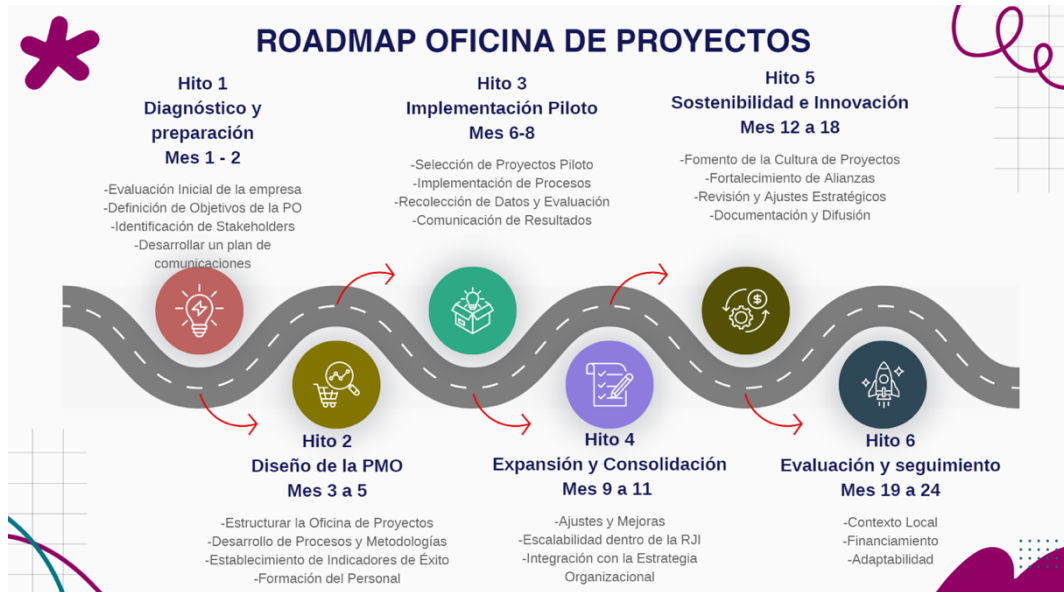 ROADMAP OFICINA DE PROYECTOS
Hito 1
Diagnóstico y
preparación
Mes 1 - 2
-Evaluación Inicial de la empresa
-Definición de Objetivos de la PO
-Identificación de Stakeholders
-Desarrollar un plan de
comunicaciones
Hito 2
Diseño de la PMO
Mes 3 a 5
-Estructurar la Oficina de Proyectos
-Desarrollo de Procesos y Metodologías
-Establecimiento de Indicadores de Éxito
-Formación del Personal
Hito 3
Implementación Piloto
Mes 6-8
-Selección de Proyectos Piloto
-Implementación de Procesos
-Recolección de Datos y Evaluación
-Comunicación de Resultados
Hito 4
Expansión y Consolidación
Mes 9 a 11
-Ajustes y Mejoras
-Escalabilidad dentro de la RJI
-Integración con la Estrategia
Organizacional
Hito 5
Sostenibilidad e Innovación
Mes 12 a 18
-Fomento de la Cultura de Proyectos
-Fortalecimiento de Alianzas
-Revisión y Ajustes Estratégicos
-Documentación y Difusión
$
Hito 6
Evaluación y seguimiento
Mes 19 a 24
-Contexto Local
-Financiamiento
-Adaptabilidad